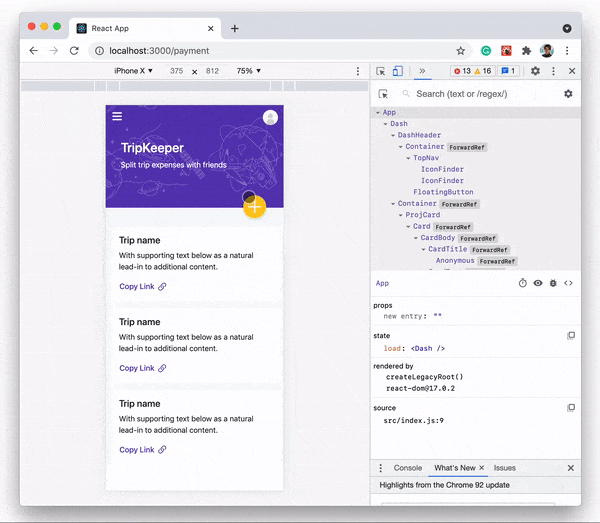 React App
localhost:3000/payment
iPhone X ▼ 375 × 812 75% ▼
13 16 1
Search (text or /regex/)
App
Dash
DashHeader
Container ForwardRef
TopNav
IconFinder
IconFinder
FloatingButton
Container ForwardRef
ProjCard
Card ForwardRef
CardBody ForwardRef
CardTitle ForwardRef
Anonymous ForwardRef
App
props
new entry: ""
state
load: <Dash />
rendered by
createLegacyRoot()
react-dom@17.0.2
source
src/index.js:9
Console What's New × Issues
Highlights from the Chrome 92 update
TripKeeper
Split trip expenses with friends
Trip name
With supporting text below as a natural
lead-in to additional content.
Copy Link
Trip name
With supporting text below as a natural
lead-in to additional content.
Copy Link
Trip name
With supporting text below as a natural
lead-in to additional content.
Copy Link